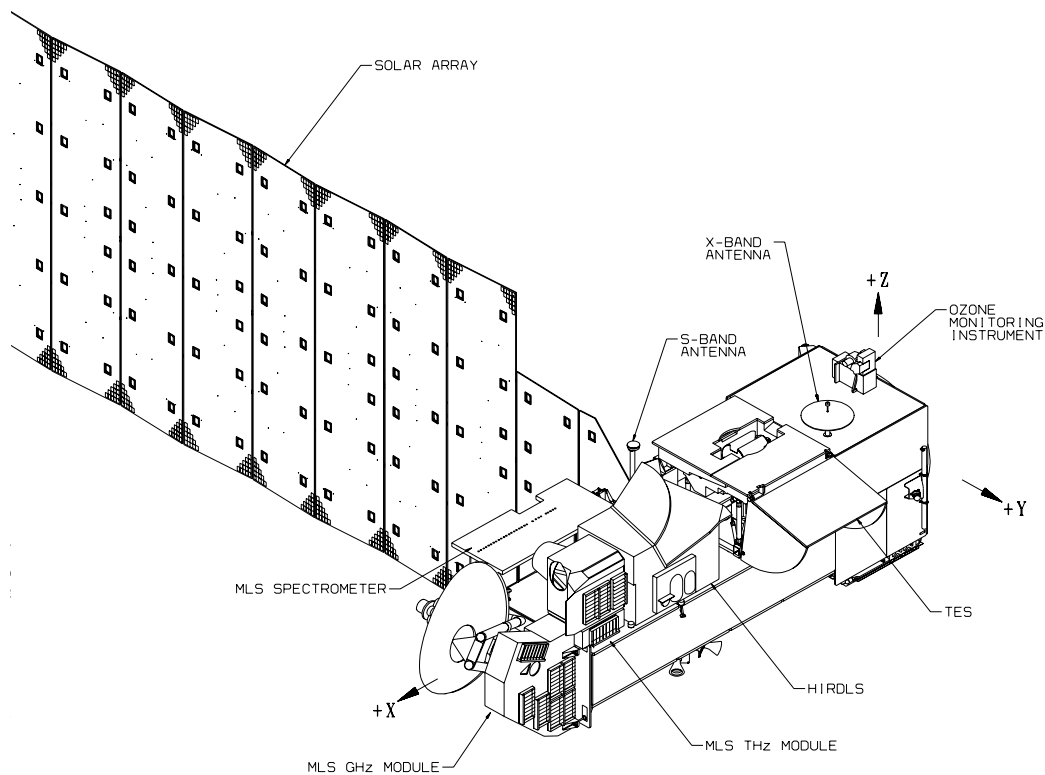 SOLAR ARRAY
X-BAND
ANTENNA
+Z
OZONE
MONITORING
INSTRUMENT
S-BAND
ANTENNA
+Y
MLS SPECTROMETER
TES
HIRDLS
+X
MLS THz MODULE
MLS GHz MODULE